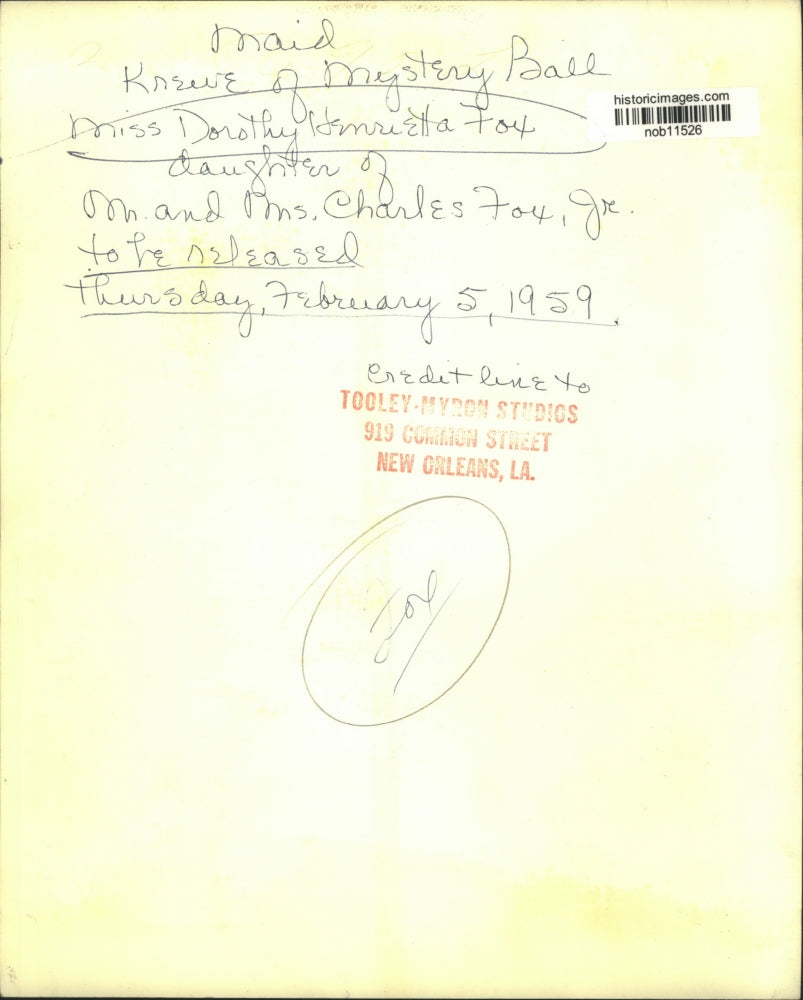 Maid
Krewe of Mystery Ball
historicimages.com
nob11526
Miss Dorothy Henrietta Fox
daughter of
Mr. and Mrs. Charles Fox, Jr.
to be released
Thursday, February 5, 1959.
Credit line to
TOOLEY-MYRON STUDIOS
919 COMMON STREET
NEW ORLEANS, LA.
Fox